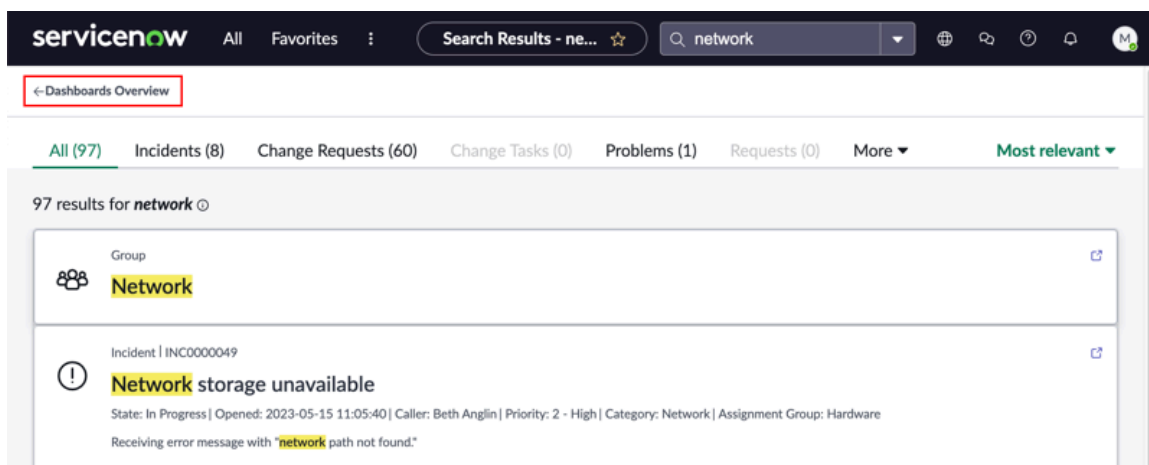 servicenow All Favorites Search Results - ne... network M
←Dashboards Overview
All (97) Incidents (8) Change Requests (60) Change Tasks (0) Problems (1) Requests (0) More Most relevant
97 results for network
Group
Network
Incident | INC0000049
Network storage unavailable
State: In Progress | Opened: 2023-05-15 11:05:40 | Caller: Beth Anglin | Priority: 2 - High | Category: Network | Assignment Group: Hardware
Receiving error message with "network path not found."